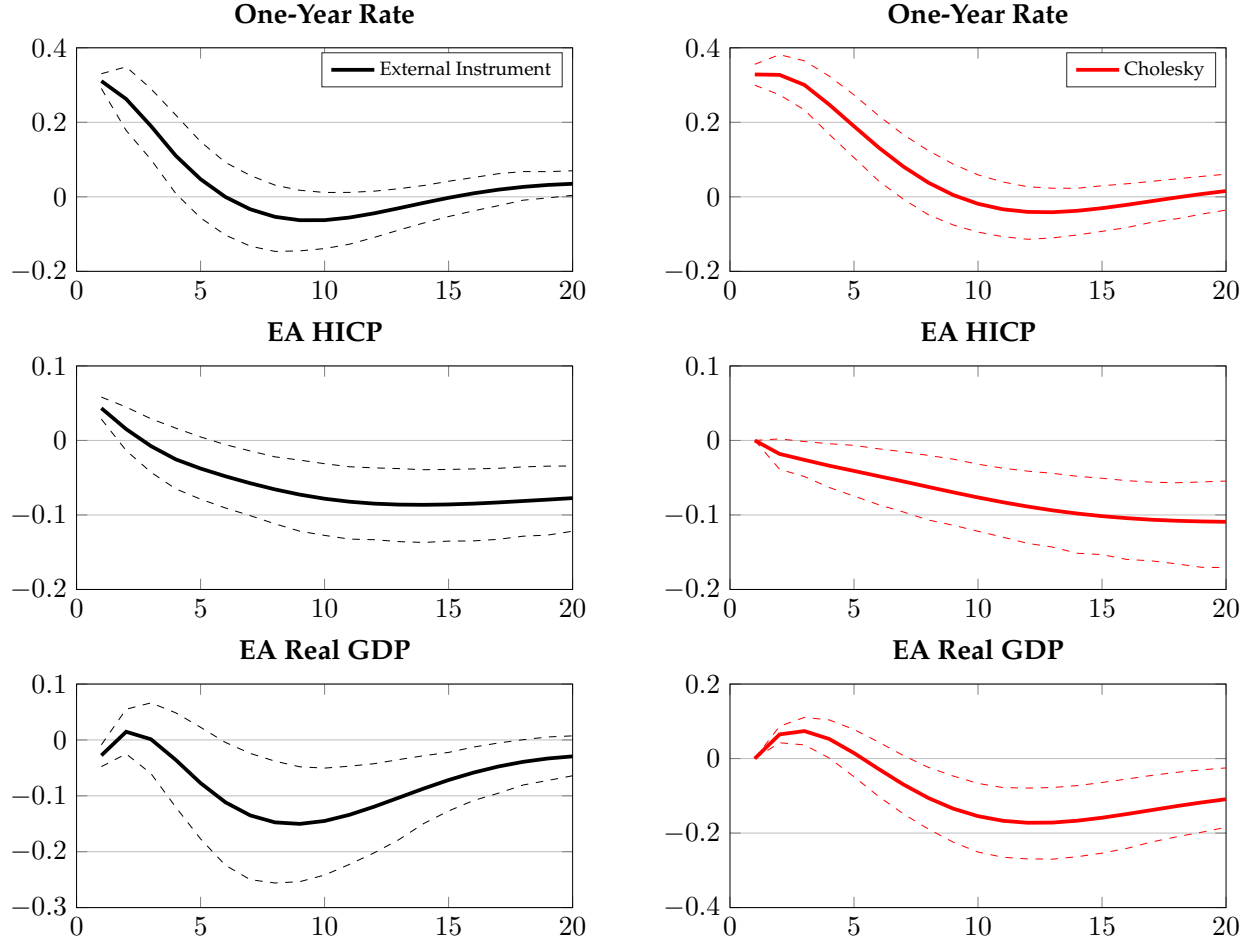 One-Year Rate
0.4
0.2
0
−0.2
0 5 10 15 20
External Instrument
One-Year Rate
0.4
0.2
0
−0.2
0 5 10 15 20
Cholesky
EA HICP
0.1
0
−0.1
−0.2
0 5 10 15 20
EA HICP
0.1
0
−0.1
−0.2
0 5 10 15 20
EA Real GDP
0.1
0
−0.1
−0.2
−0.3
0 5 10 15 20
EA Real GDP
0.2
0
−0.2
−0.4
0 5 10 15 20